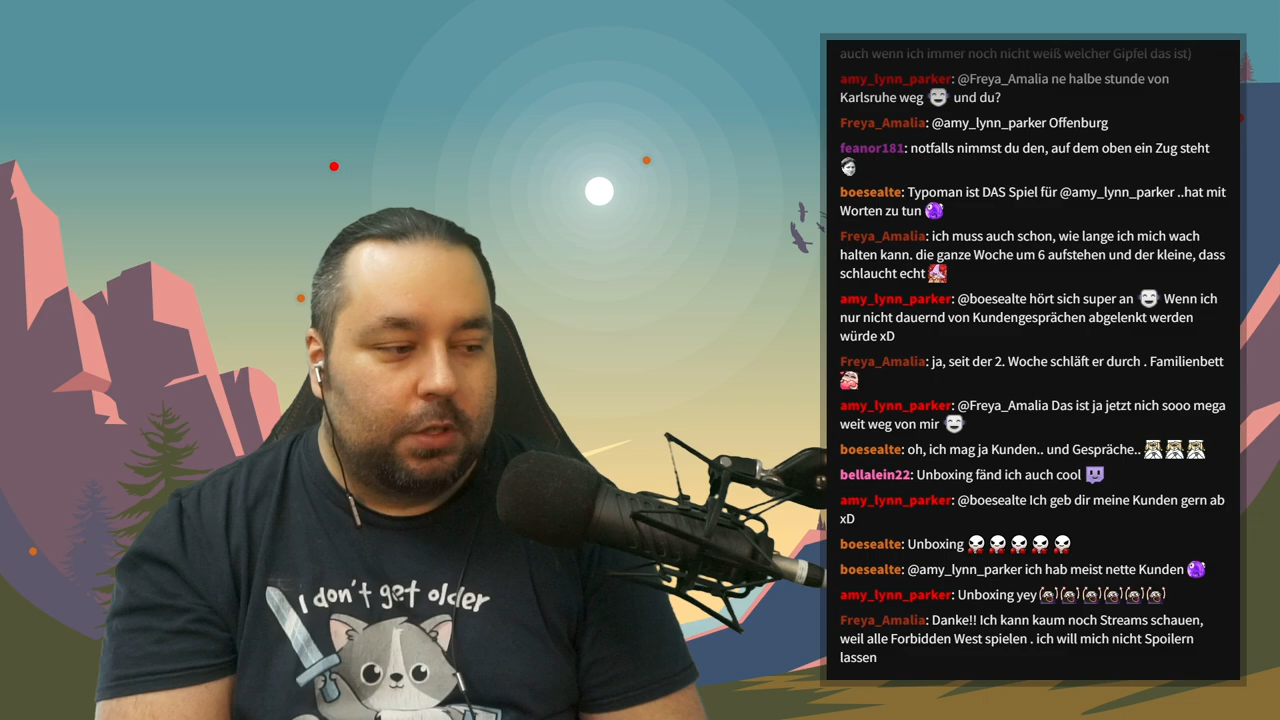 I don't get older
auch wenn ich immer noch nicht weiß welcher Gipfel das ist)
amy_lynn_parker: @Freya_Amalia ne halbe stunde von
Karlsruhe weg und du?
Freya_Amalia: @amy_lynn_parker Offenburg
feanor181: notfalls nimmst du den, auf dem oben ein Zug steht
boesealte: Typoman ist DAS Spiel für @amy_lynn_parker ..hat mit
Worten zu tun
Freya_Amalia: ich muss auch schon, wie lange ich mich wach
halten kann. die ganze Woche um 6 aufstehen und der kleine, dass
schlaucht echt
amy_lynn_parker: @boesealte hört sich super an Wenn ich
nur nicht dauernd von Kundengesprächen abgelenkt werden
würde xD
Freya_Amalia: ja, seit der 2. Woche schläft er durch . Familienbett
amy_lynn_parker: @Freya_Amalia Das ist ja jetzt nich sooo mega
weit weg von mir
boesealte: oh, ich mag ja Kunden.. und Gespräche..
bellalein22: Unboxing fänd ich auch cool
amy_lynn_parker: @boesealte Ich geb dir meine Kunden gern ab
xD
boesealte: Unboxing
boesealte: @amy_lynn_parker ich hab meist nette Kunden
amy_lynn_parker: Unboxing yey
Freya_Amalia: Danke!! Ich kann kaum noch Streams schauen,
weil alle Forbidden West spielen . ich will mich nicht Spoilern
lassen